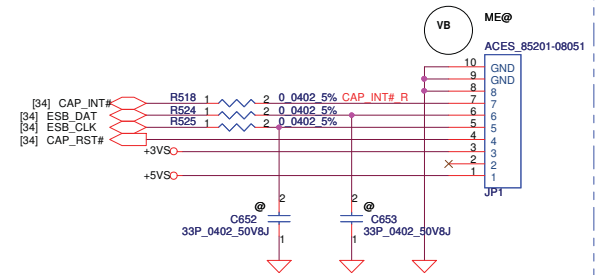 VB
ME@
ACES_85201-08051
10 GND
9 GND
8 8
[34] CAP_INT# R518 1 2 0_0402_5% CAP_INT#_R 7 7
[34] ESB_DAT R524 1 2 0_0402_5% 6 6
[34] ESB_CLK R525 1 2 0_0402_5% 5 5
[34] CAP_RST# 4 4
+3VS 3 3
2 2
+5VS 1 1
JP1
2 @ 2 @
C652 C653
1 33P_0402_50V8J 1 33P_0402_50V8J